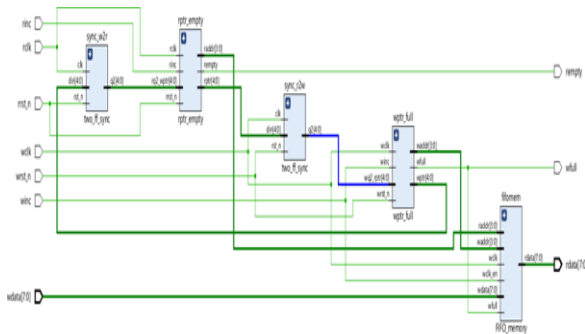 rinc
rclk
rrst_n
wclk
wrst_n
winc
wdata[7:0]
sync_w2r
clk
din[4:0]
rst_n
q2[4:0]
two_ff_sync
rptr_empty
rclk
rinc
rq2_wptr[4:0]
rrst_n
raddr[3:0]
rempty
rptr[4:0]
rptr_empty
sync_r2w
clk
din[4:0]
rst_n
q2[4:0]
two_ff_sync
wptr_full
wclk
winc
wq2_rptr[4:0]
wrst_n
waddr[3:0]
wfull
wptr[4:0]
wptr_full
fifomem
raddr[3:0]
waddr[3:0]
wclk
wclk_en
wdata[7:0]
wfull
rdata[7:0]
FIFO_memory
rempty
wfull
rdata[7:0